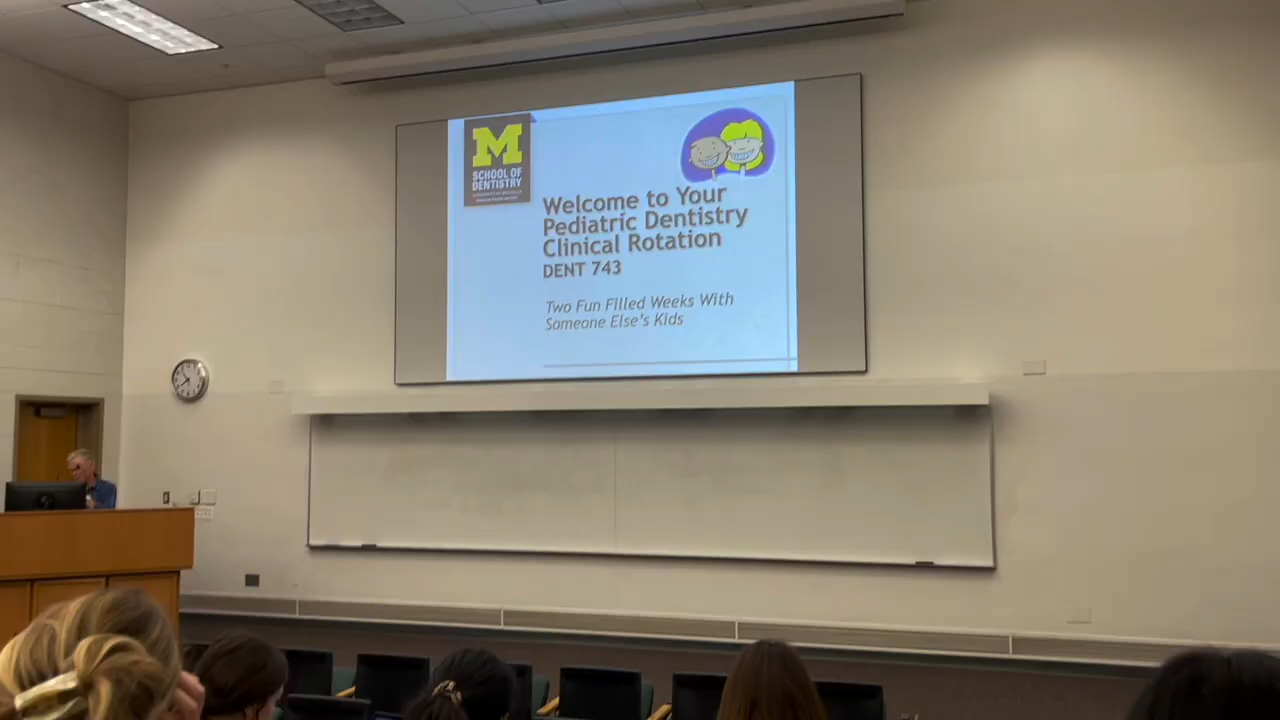 M
SCHOOL OF
DENTISTRY
Welcome to Your
Pediatric Dentistry
Clinical Rotation
DENT 743
Two Fun Filled Weeks With
Someone Else's Kids